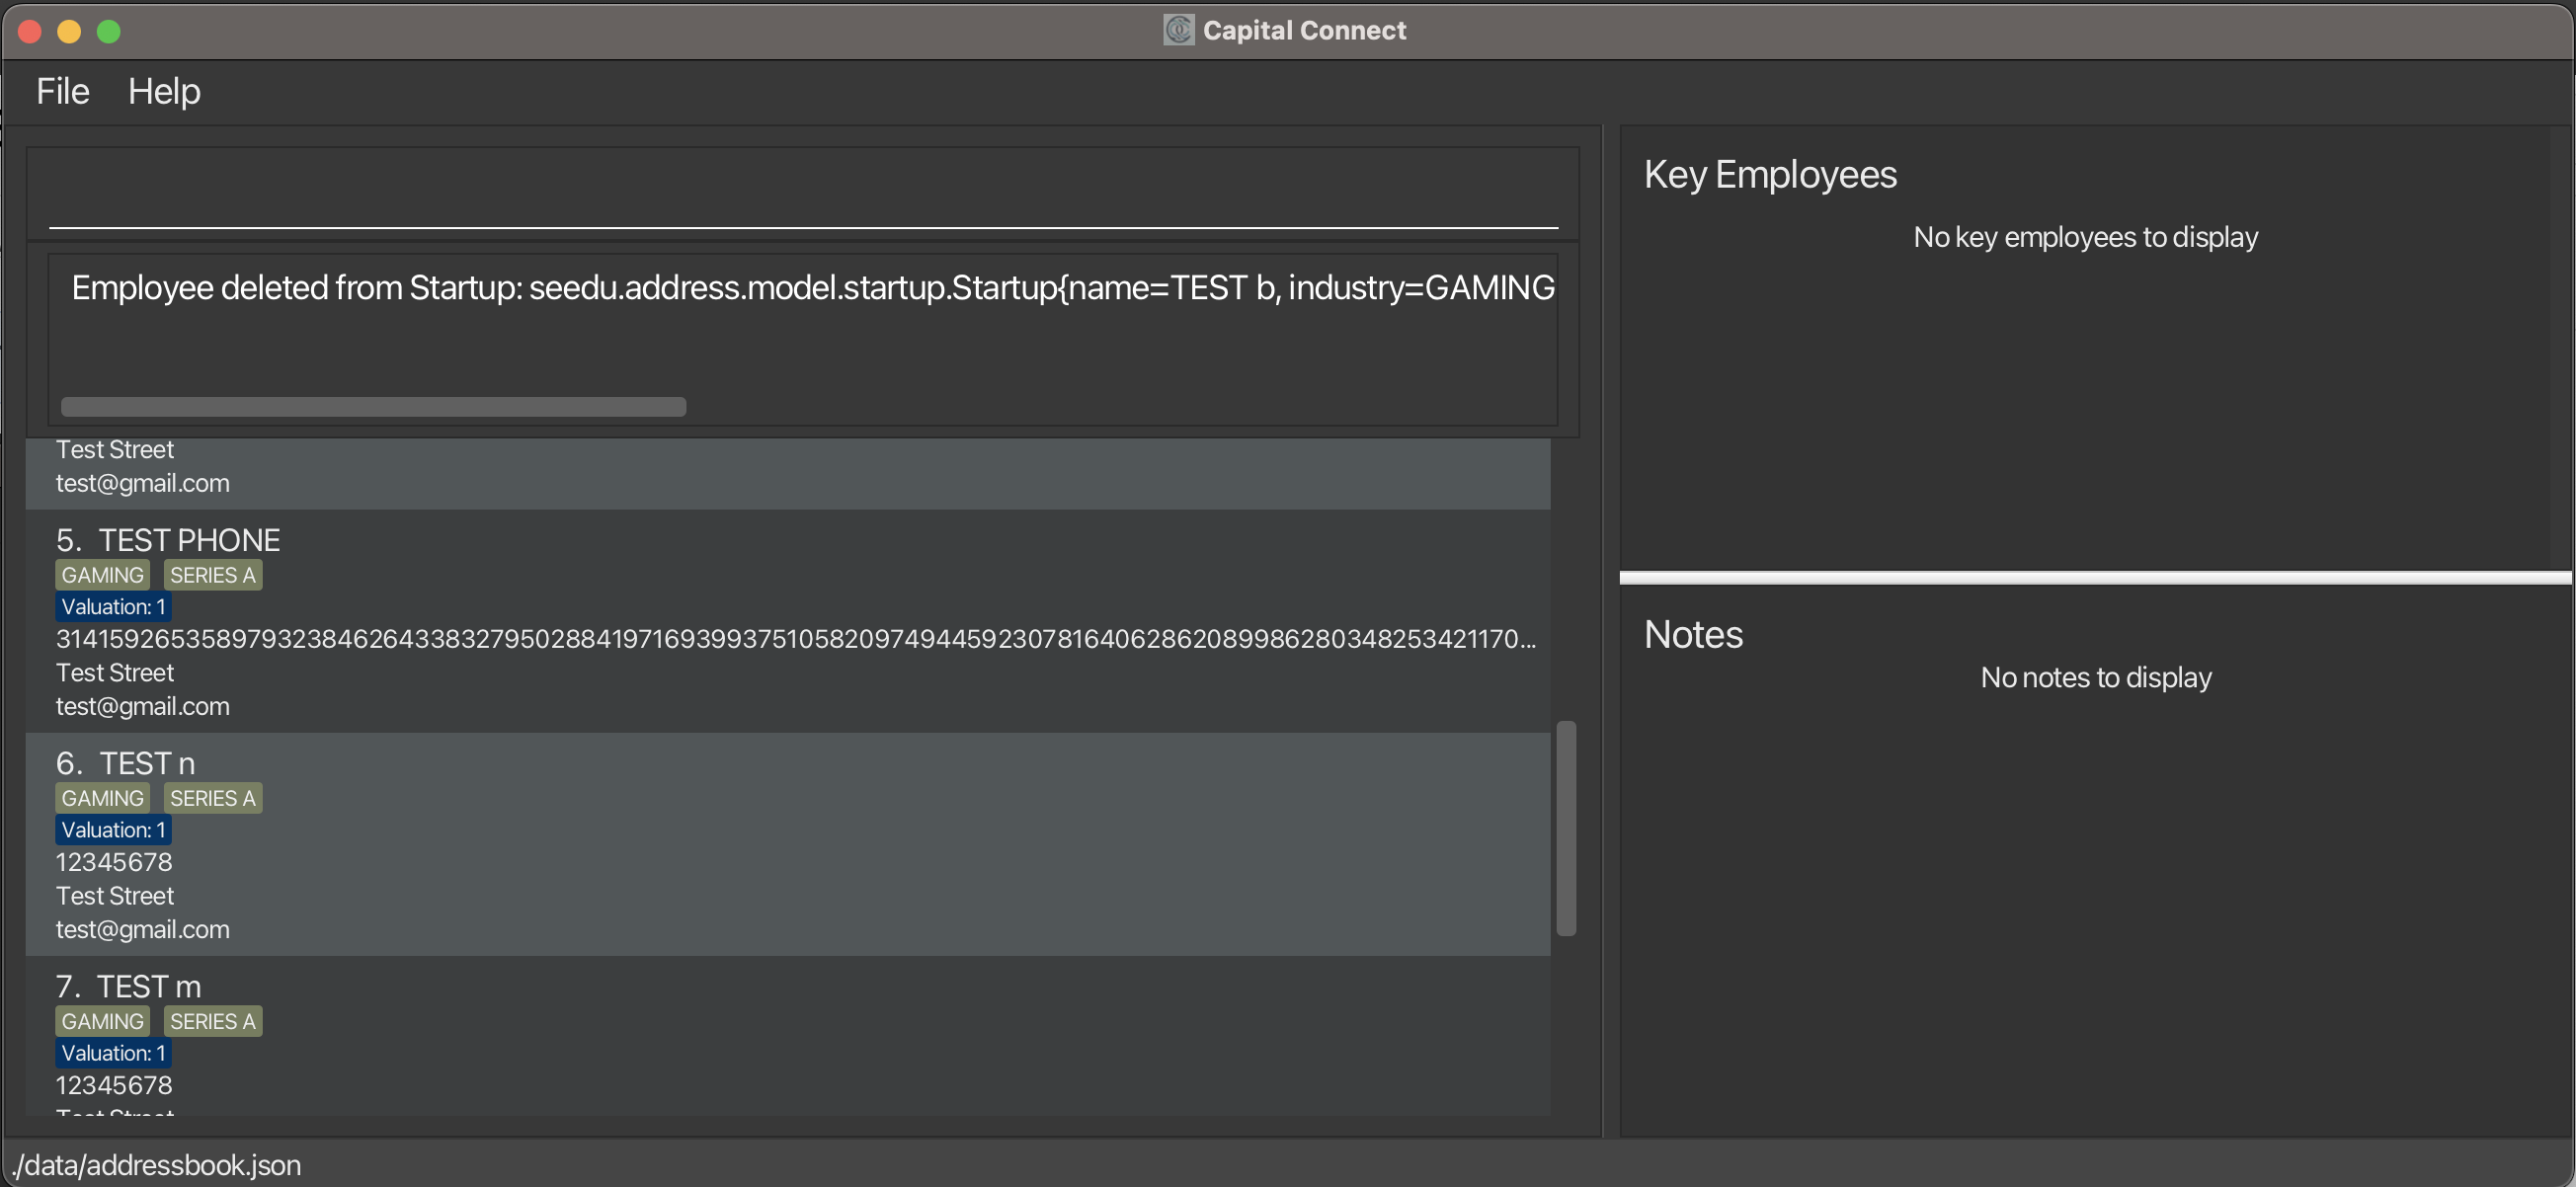 Capital Connect
File Help
Employee deleted from Startup: seedu.address.model.startup.Startup{name=TEST b, industry=GAMING
Test Street
test@gmail.com
5. TEST PHONE
GAMING SERIES A
Valuation: 1
31415926535897932384626433832795028841971693993751058209749445923078164062862089986280348253421170...
Test Street
test@gmail.com
6. TEST n
GAMING SERIES A
Valuation: 1
12345678
Test Street
test@gmail.com
7. TEST m
GAMING SERIES A
Valuation: 1
12345678
Key Employees
No key employees to display
Notes
No notes to display
./data/addressbook.json